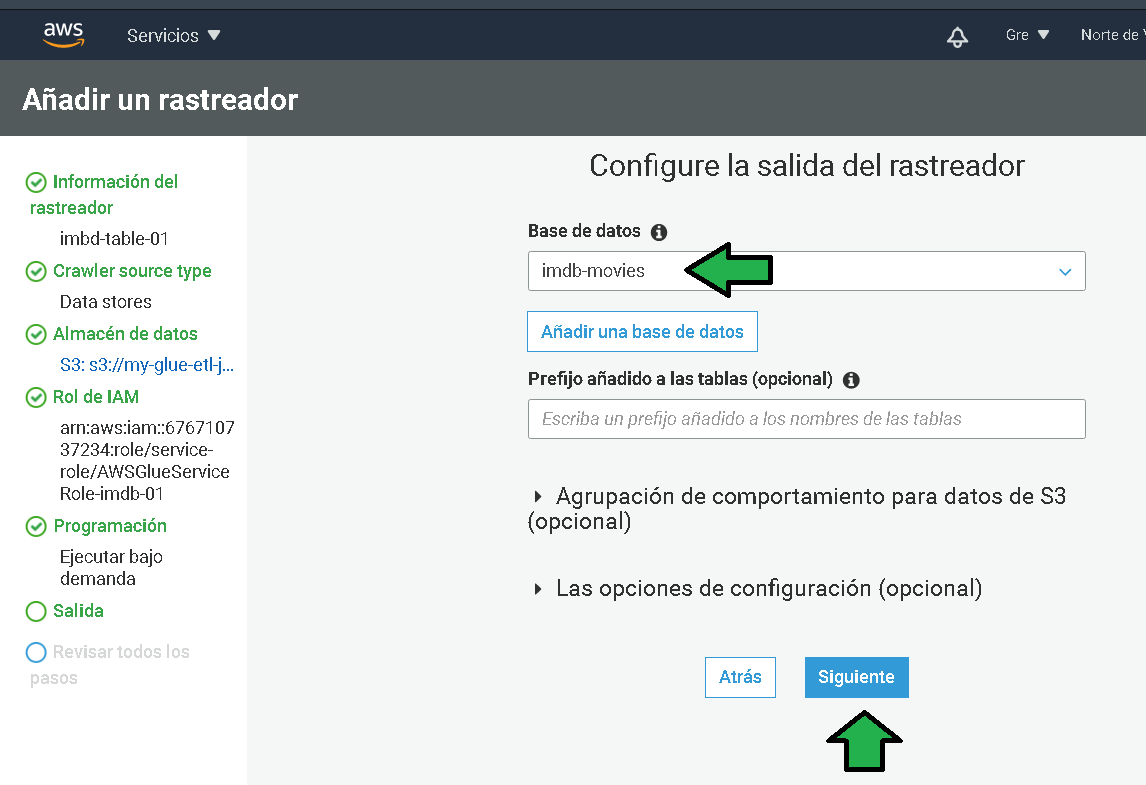 aws
Servicios
Gre
Norte de
Añadir un rastreador
Información del
rastreador
imbd-table-01
Crawler source type
Data stores
Almacén de datos
S3: s3://my-glue-etl-j...
Rol de IAM
arn:aws:iam::6767107
37234:role/service-
role/AWSGlueService
Role-imdb-01
Programación
Ejecutar bajo
demanda
Salida
Revisar todos los
pasos
Configure la salida del rastreador
Base de datos
imdb-movies
Añadir una base de datos
Prefijo añadido a las tablas (opcional)
Escriba un prefijo añadido a los nombres de las tablas
Agrupación de comportamiento para datos de S3
(opcional)
Las opciones de configuración (opcional)
Atrás
Siguiente